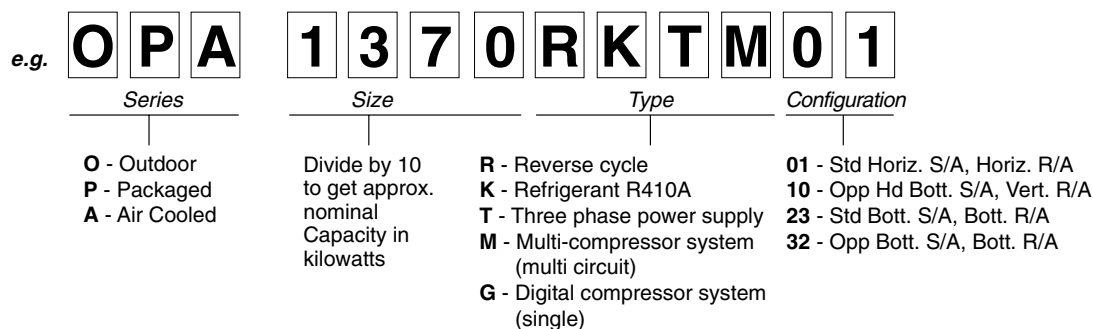 e.g. O P A 1 3 7 0 R K T M 0 1
Series Size Type Configuration
O - Outdoor
P - Packaged
A - Air Cooled
Divide by 10
to get approx.
nominal
Capacity in
kilowatts
R - Reverse cycle
K - Refrigerant R410A
T - Three phase power supply
M - Multi-compressor system
(multi circuit)
G - Digital compressor system
(single)
01 - Std Horiz. S/A, Horiz. R/A
10 - Opp Hd Bott. S/A, Vert. R/A
23 - Std Bott. S/A, Bott. R/A
32 - Opp Bott. S/A, Bott. R/A